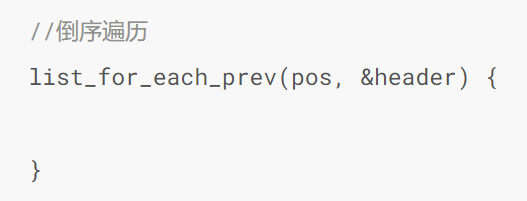 //倒序遍历
list_for_each_prev(pos, &header) {
}